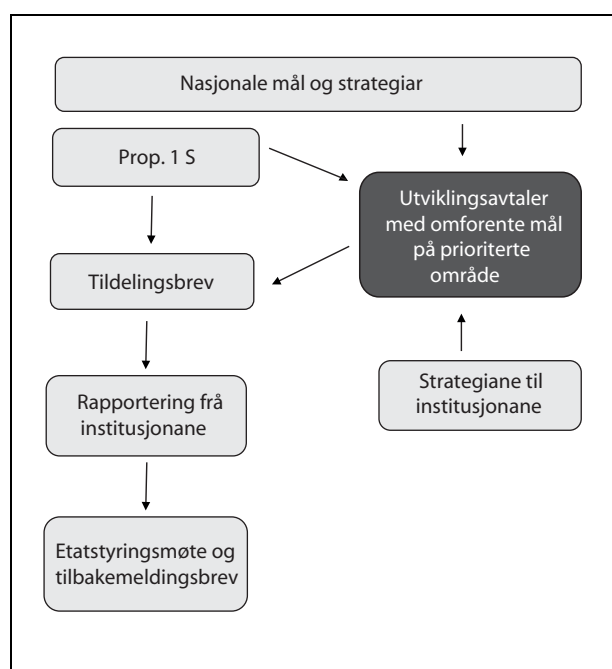 Nasjonale mål og strategiar
Prop. 1 S
Utviklingsavtaler
med omforente mål
på prioriterte
område
Tildelingsbrev
Strategiane til
institusjonane
Rapportering frå
institusjonane
Etatstyringsmøte og
tilbakemeldingsbrev